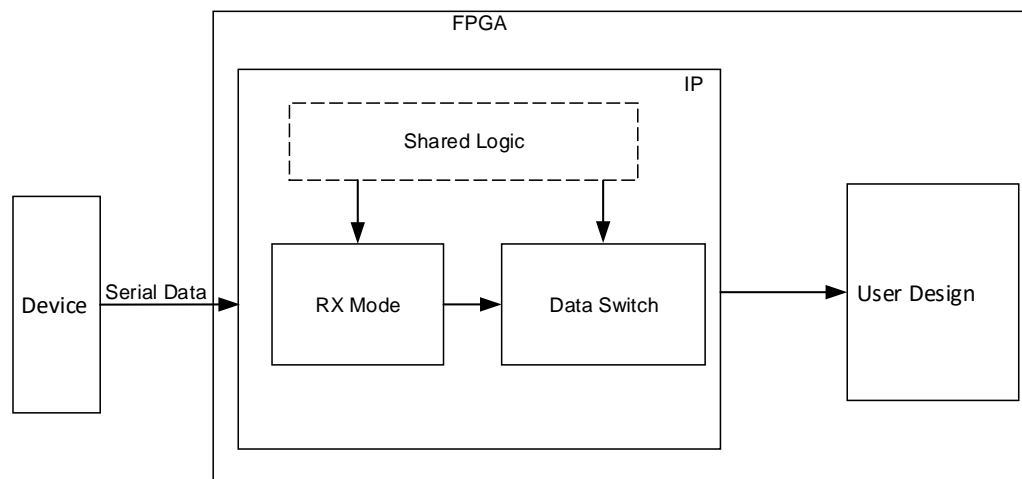 FPGA
IP
Shared Logic
Device
Serial Data
RX Mode
Data Switch
User Design